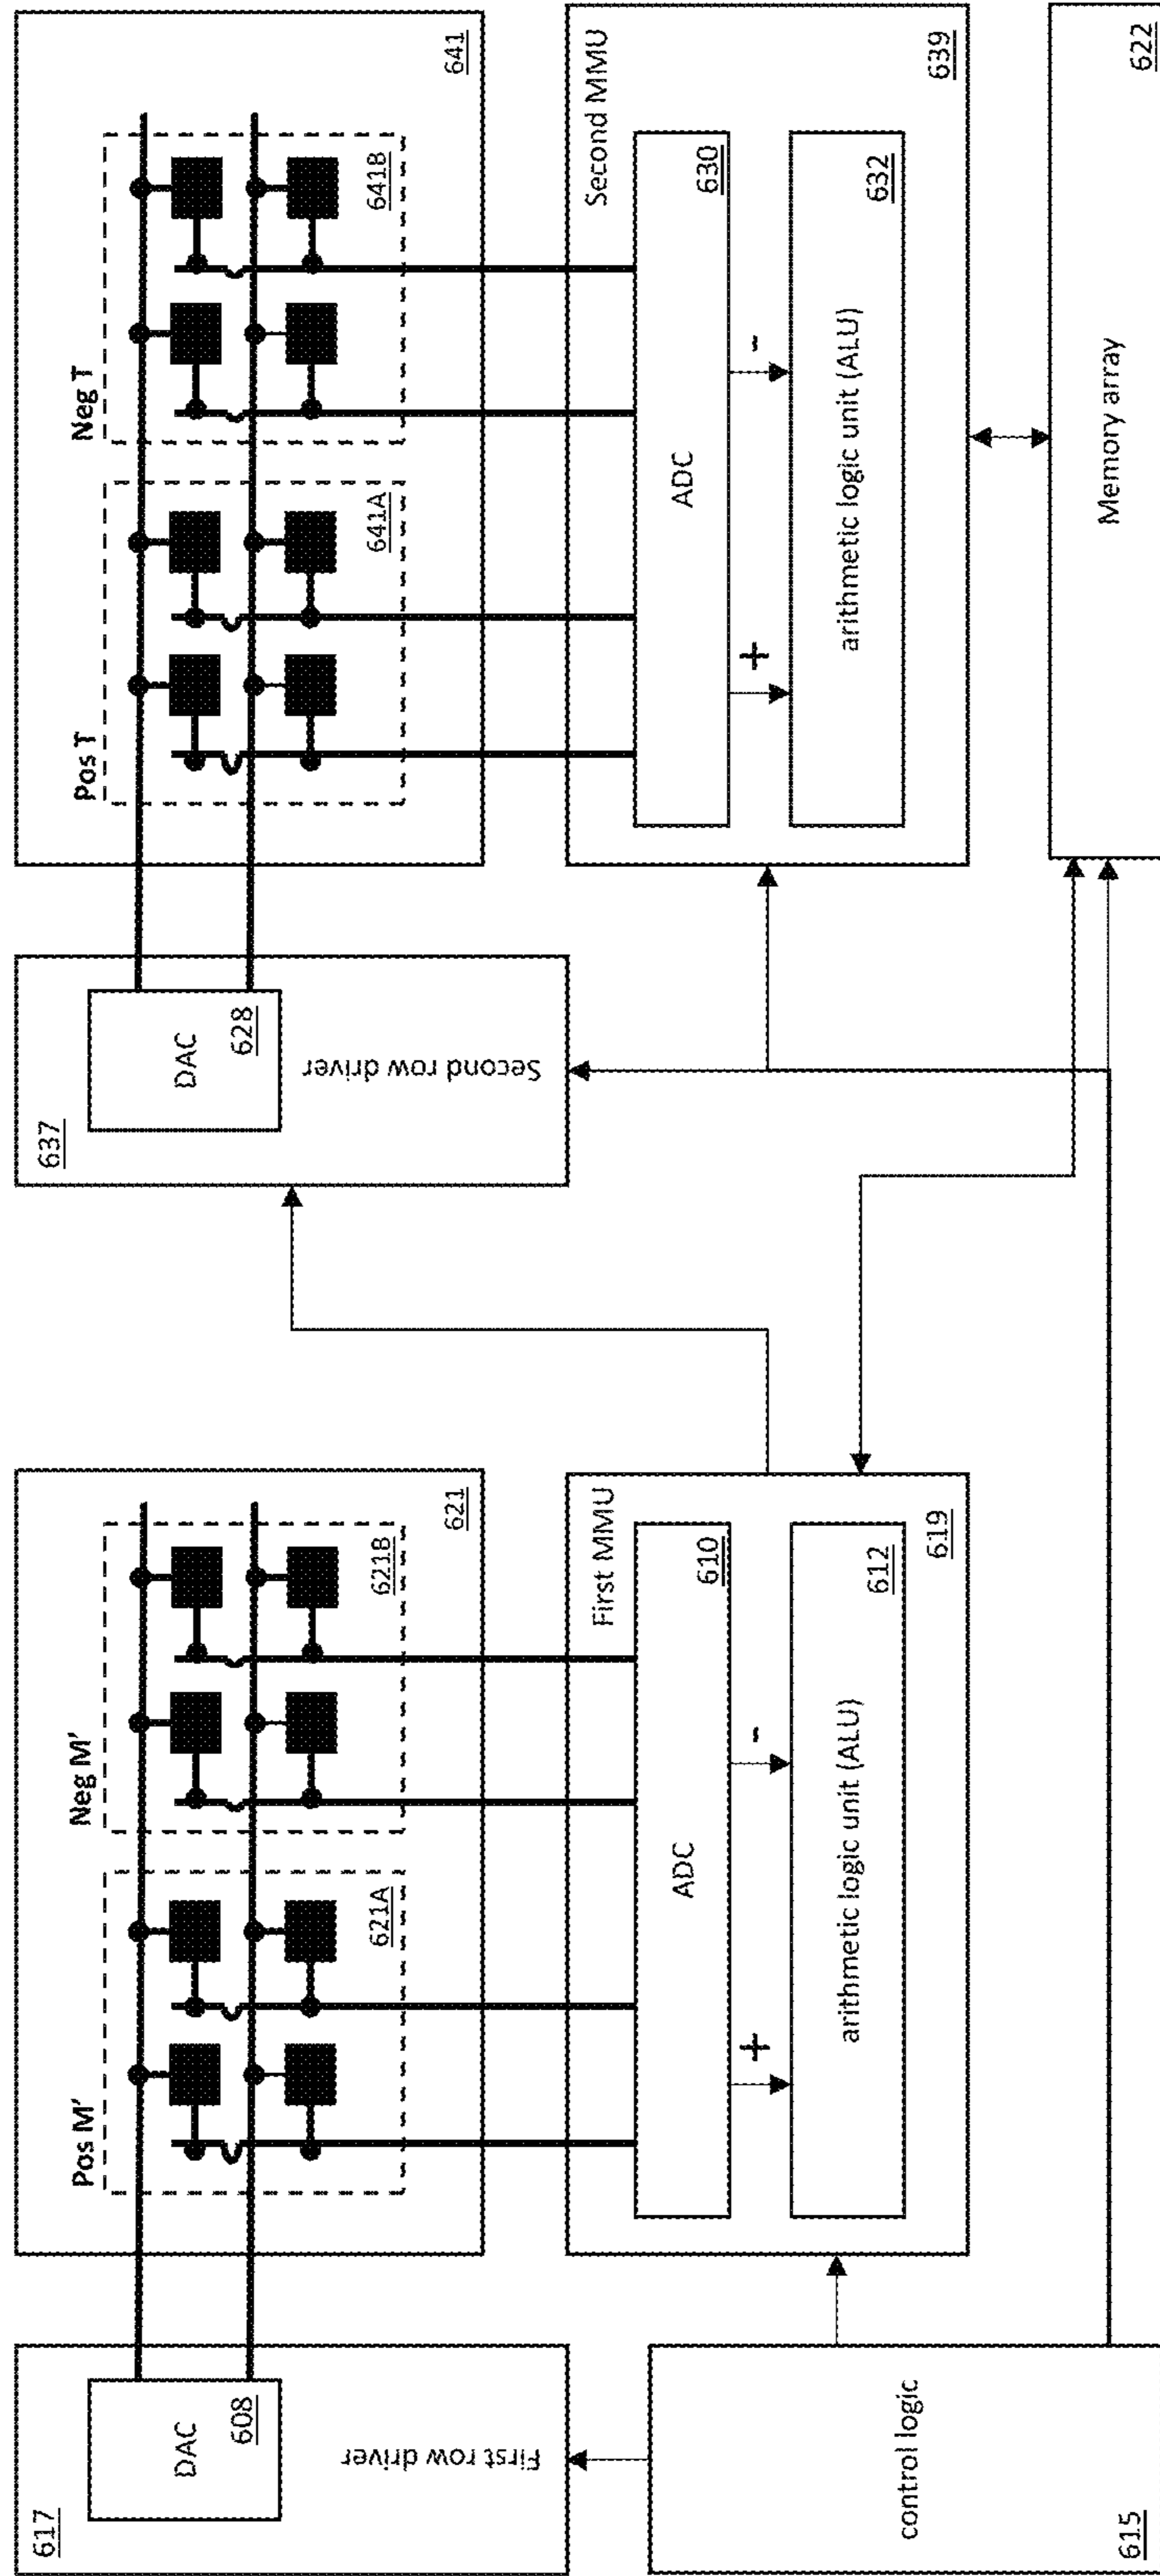 617
DAC
608
First row driver
Pos M'
Neg M'
621A
621B
621
First MMU
ADC
610
+
-
arithmetic logic unit (ALU)
612
619
control logic
615
637
DAC
628
Second row driver
Pos T
Neg T
641A
641B
641
Second MMU
ADC
630
+
-
arithmetic logic unit (ALU)
632
639
Memory array
622